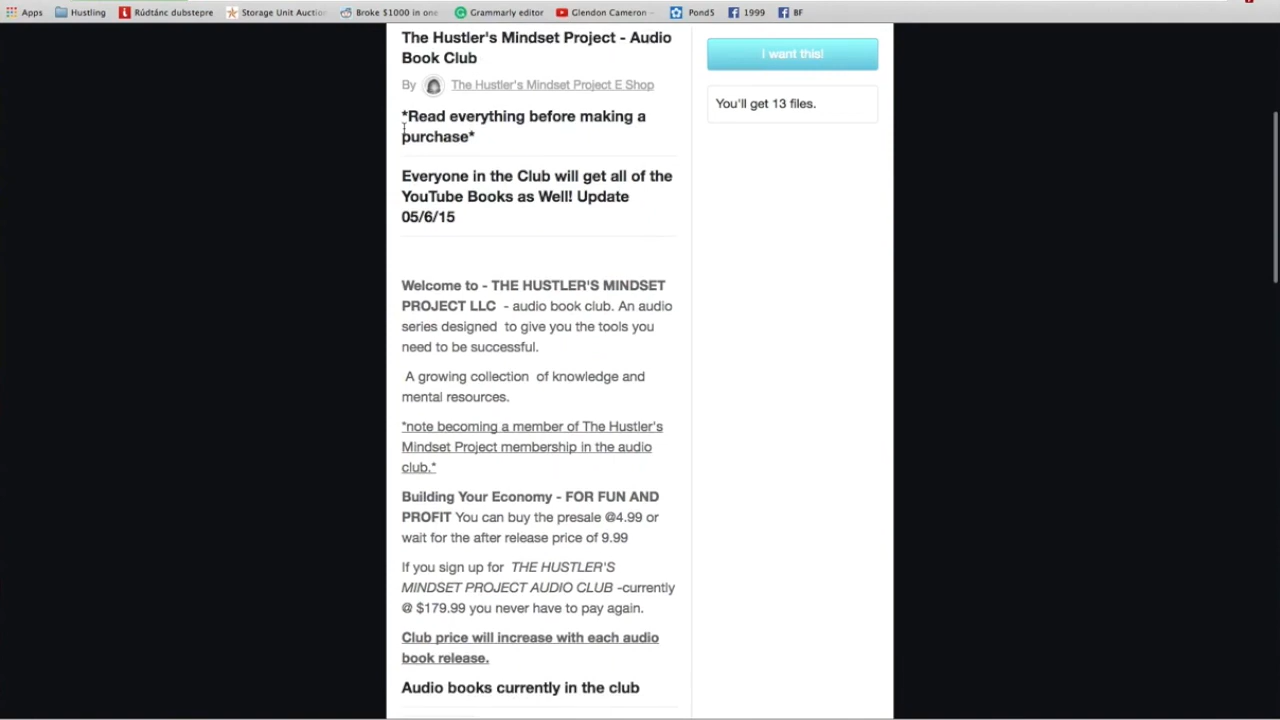 Apps Hustling Rúdtánc dubstepre Storage Unit Auctio Broke $1000 in one Grammarly editor Glendon Cameron - Pond5 1999 BF
The Hustler's Mindset Project - Audio
Book Club
By The Hustler's Mindset Project E Shop
*Read everything before making a
purchase*
Everyone in the Club will get all of the
YouTube Books as Well! Update
05/6/15
Welcome to - THE HUSTLER'S MINDSET
PROJECT LLC - audio book club. An audio
series designed to give you the tools you
need to be successful.
A growing collection of knowledge and
mental resources.
*note becoming a member of The Hustler's
Mindset Project membership in the audio
club.*
Building Your Economy - FOR FUN AND
PROFIT You can buy the presale @4.99 or
wait for the after release price of 9.99
If you sign up for THE HUSTLER'S
MINDSET PROJECT AUDIO CLUB -currently
@ $179.99 you never have to pay again.
Club price will increase with each audio
book release.
Audio books currently in the club
I want this!
You'll get 13 files.